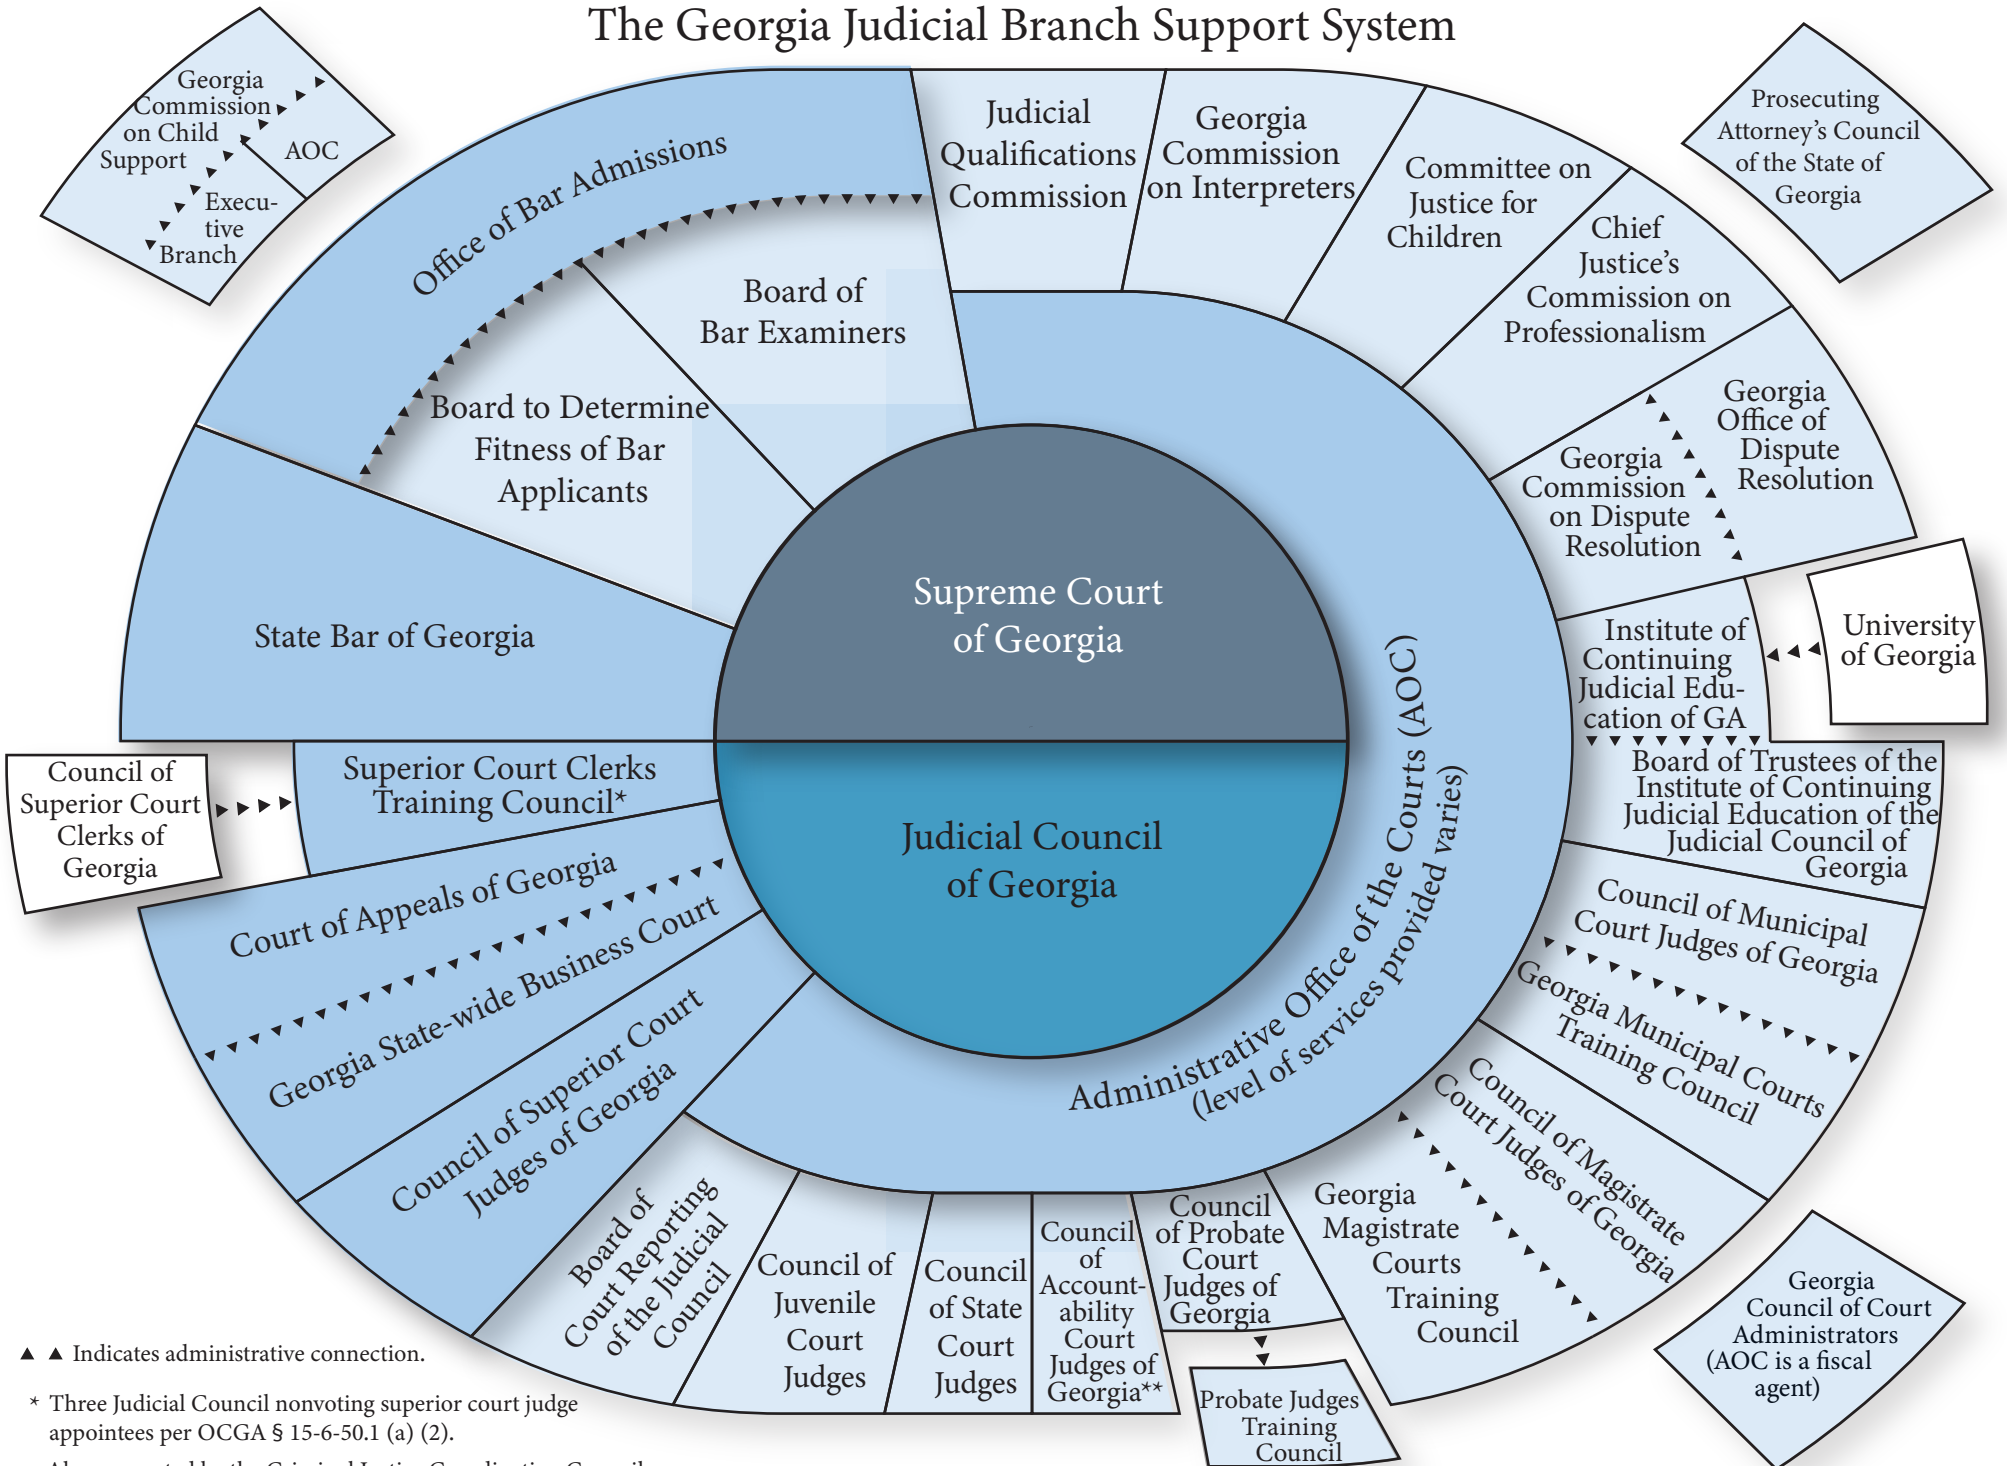 The Georgia Judicial Branch Support System
Georgia
Commission
on Child
Support
AOC
Execu-
tive
Branch
Office of Bar Admissions
Board of
Bar Examiners
Board to Determine
Fitness of Bar
Applicants
State Bar of Georgia
Judicial
Qualifications
Commission
Georgia
Commission
on Interpreters
Committee on
Justice for
Children
Chief
Justice's
Commission on
Professionalism
Georgia
Commission
on Dispute
Resolution
Georgia
Office of
Dispute
Resolution
Prosecuting
Attorney's Council
of the State of
Georgia
Supreme Court
of Georgia
Judicial Council
of Georgia
Administrative Office of the Courts (AOC)
(level of services provided varies)
Institute of
Continuing
Judicial Edu-
cation of GA
University
of Georgia
Board of Trustees of the
Institute of Continuing
Judicial Education of the
Judicial Council of
Georgia
Council of Municipal
Court Judges of Georgia
Georgia Municipal Courts
Training Council
Council of Magistrate
Court Judges of Georgia
Georgia
Magistrate
Courts
Training
Council
Council
of Probate
Court
Judges of
Georgia
Probate Judges
Training
Council
Council
of
Account-
ability
Court
Judges of
Georgia**
Council
of State
Court
Judges
Council of
Juvenile
Court
Judges
Board of
Court Reporting
of the Judicial
Council
Council of Superior Court
Judges of Georgia
Georgia State-wide Business Court
Court of Appeals of Georgia
Superior Court Clerks
Training Council*
Council of
Superior Court
Clerks of
Georgia
Georgia
Council of Court
Administrators
(AOC is a fiscal
agent)
▲ ▲ Indicates administrative connection.
* Three Judicial Council nonvoting superior court judge
appointees per OCGA § 15-6-50.1 (a) (2).